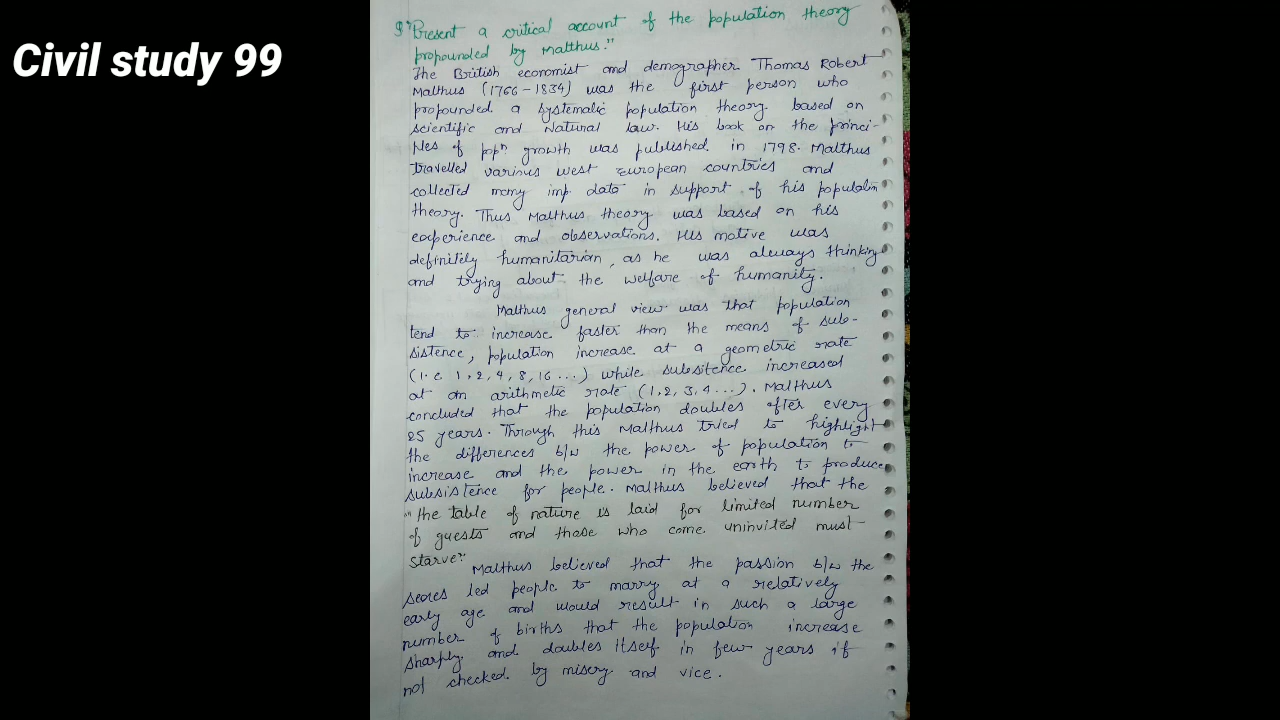 Civil study 99
Q "Present a critical account of the population theory
propounded by Malthus."
The British economist and demographer Thomas Robert
Malthus (1766-1834) was the first person who
propounded a systematic population theory based on
scientific and Natural law. His book on the princi-
ples of popn growth was published in 1798. Malthus
travelled various west European countries and
collected many imp data in support of his population
theory. Thus Malthus theory was based on his
experience and observations. His motive was
definitely humanitarian, as he was always thinking
and trying about the welfare of humanity.
Malthus general view was that population
tend to increase faster than the means of sub-
sistence, population increase at a geometric rate
(i.e 1,2,4,8,16...) while subsitence increased
at an arithmetic rate (1,2,3,4...). Malthus
concluded that the population doubles after every
25 years. Through this Malthus tried to highlight
the differences b/w the power of population to
increase and the power in the earth to produce
subsistence for people. Malthus believed that the
"the table of nature is laid for limited number
of guests and those who come uninvited must
starve".
Malthus believed that the passion b/w the
sexes led people to marry at a relatively
early age and would result in such a large
number of births that the population increase
sharply and doubles itself in few years if
not checked by misery and vice.